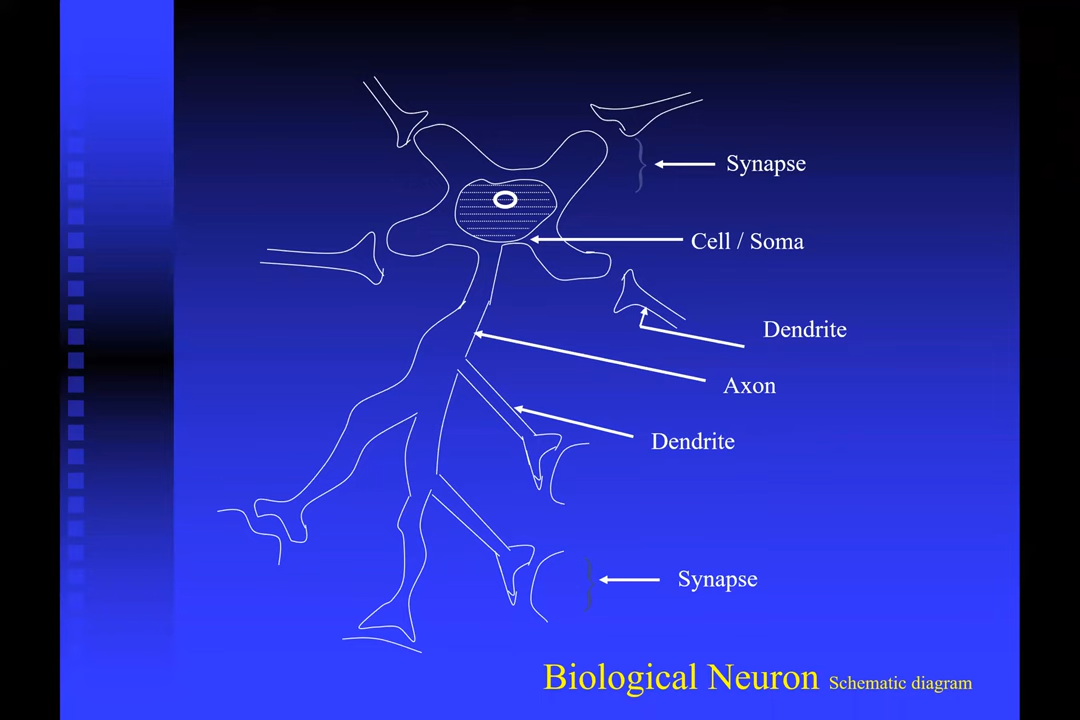 Synapse
Cell / Soma
Dendrite
Axon
Dendrite
Synapse
Biological Neuron Schematic diagram